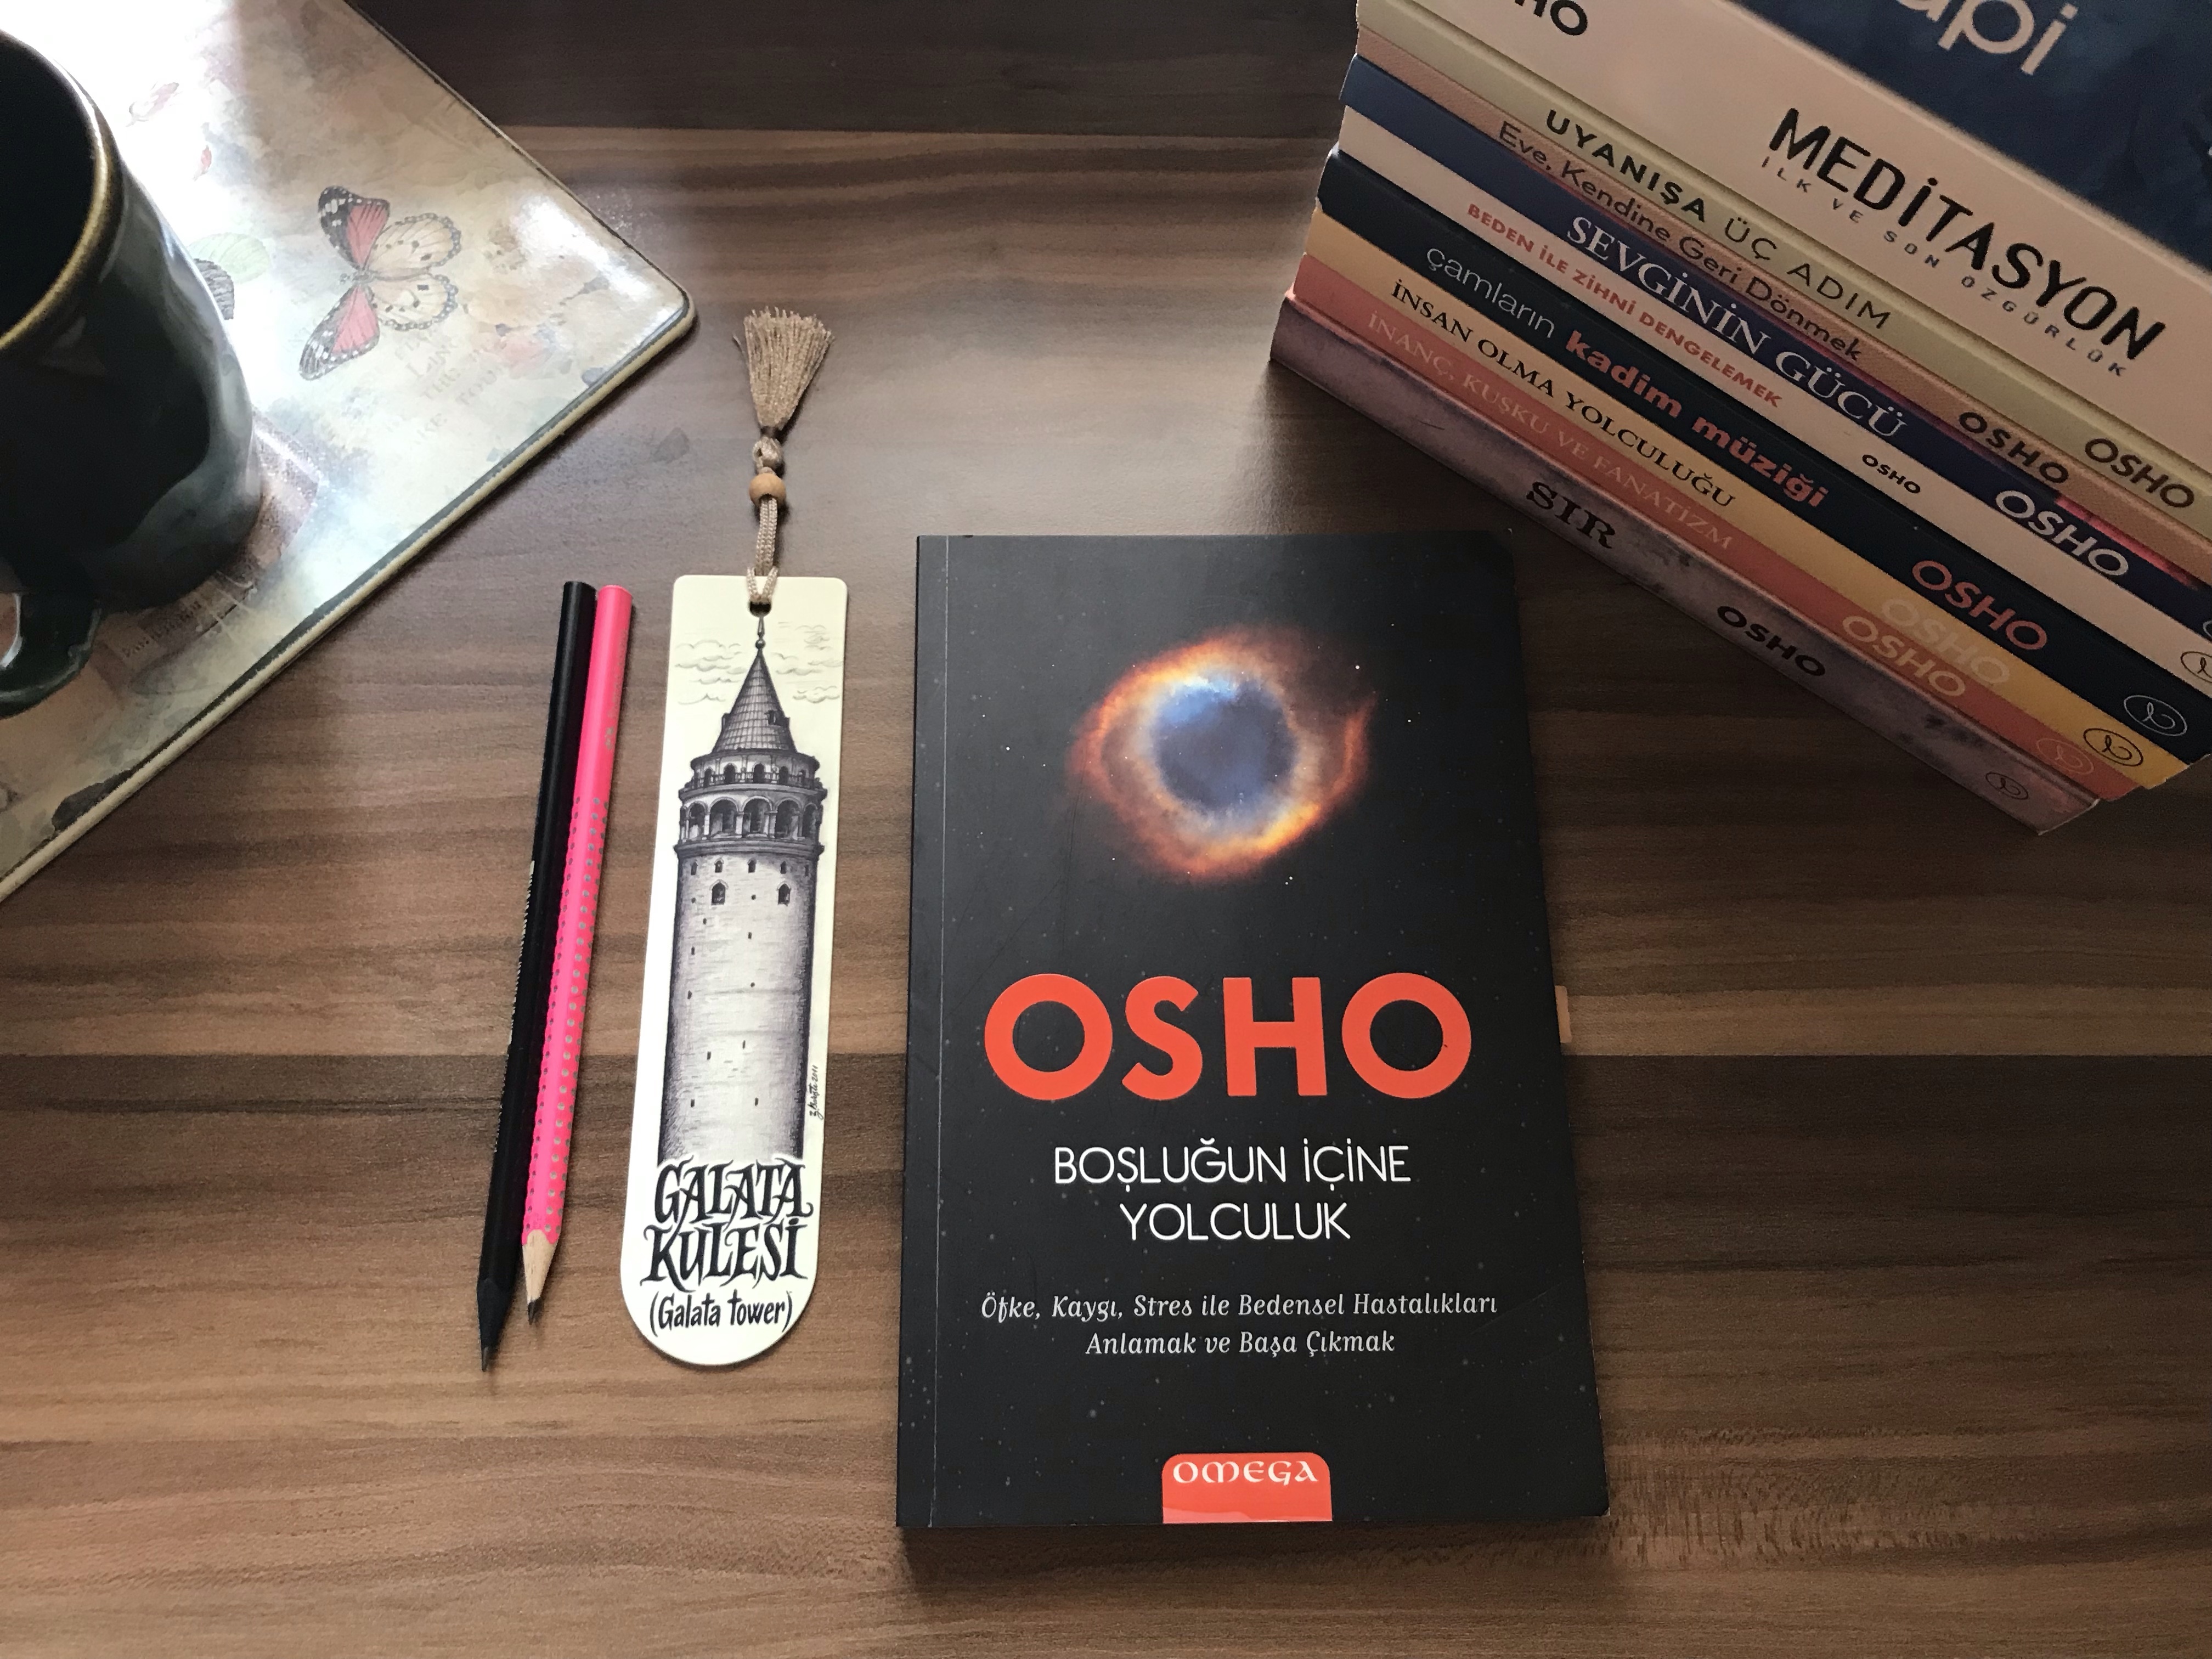 HO
api
MEDİTASYON
İLK VE SON ÖZGÜRLÜK
UYANIŞA ÜÇ ADIM OSHO
Eve, Kendine Geri Dönmek OSHO
SEVGİNİN GÜCÜ OSHO
BEDEN İLE ZİHNİ DENGELEMEK OSHO
çamların kadim müziği OSHO
İNSAN OLMA YOLCULUĞU OSHO
İNANÇ, KUŞKU VE FANATİZM OSHO
SIR OSHO
GALATA
KULESİ
(Galata tower)
OSHO
BOŞLUĞUN İÇİNE
YOLCULUK
Öfke, Kaygı, Stres ile Bedensel Hastalıkları
Anlamak ve Başa Çıkmak
OMEGA